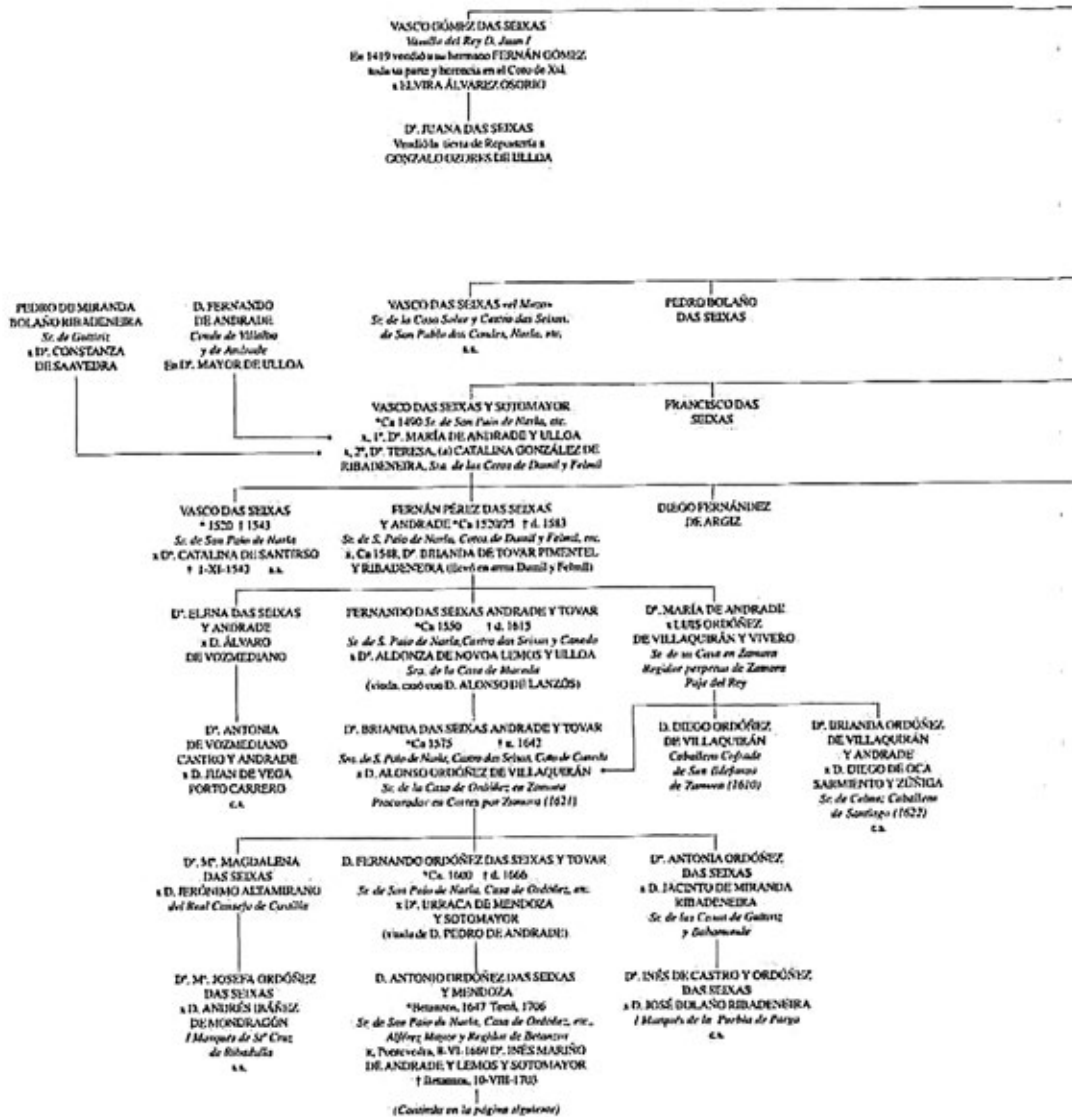 VASCO GÓMEZ DAS SEIXAS
Vasallo del Rey D. Juan I
En 1419 vendió a su hermano FERNÁN GÓMEZ
toda su parte y herencia en el Coto de Xiá,
x ELVIRA ÁLVAREZ OSORIO
Dª. JUANA DAS SEIXAS
Vendió la tierra de Repostería a
GONZALO OZORES DE ULLOA
PEDRO DE MIRANDA
BOLAÑO RIBADENEIRA
Sr. de Guitiriz
x Dª. CONSTANZA
DE SAAVEDRA
D. FERNANDO
DE ANDRADE
Conde de Villalba
y de Andrade
En Dª. MAYOR DE ULLOA
VASCO DAS SEIXAS «el Mozo»
Sr. de la Casa Solar y Castro das Seixas,
de San Pablo dos Condes, Narla, etc,
s.s.
PEDRO BOLAÑO
DAS SEIXAS
VASCO DAS SEIXAS Y SOTOMAYOR
*Ca 1490 Sr. de San Paio de Narla, etc.
x, 1º, Dª. MARÍA DE ANDRADE Y ULLOA
x, 2º, Dª. TERESA, (a) CATALINA GONZÁLEZ DE
RIBADENEIRA, Sra. de los Cotos de Damil y Felmil
FRANCISCO DAS
SEIXAS
VASCO DAS SEIXAS
* 1520 † 1543
Sr. de San Paio de Narla
x Dª. CATALINA DE SANTIRSO
† 1-XI-1543 s.s.
FERNÁN PÉREZ DAS SEIXAS
Y ANDRADE *Ca 1520/25 † d. 1583
Sr. de S. Paio de Narla, Cotos de Damil y Felmil, etc.
x, Ca 1548, Dª. BRIANDA DE TOVAR PIMENTEL
Y RIBADENEIRA (llevó en arras Damil y Felmil)
DIEGO FERNÁNDEZ
DE ARGIZ
Dª. ELENA DAS SEIXAS
Y ANDRADE
x D. ÁLVARO
DE VOZMEDIANO
FERNANDO DAS SEIXAS ANDRADE Y TOVAR
*Ca 1550 † d. 1615
Sr. de S. Paio de Narla, Castro das Seixas y Canedo
x Dª. ALDONZA DE NOVOA LEMOS Y ULLOA
Sra. de la Casa de Maceda
(viuda, casó con D. ALONSO DE LANZÓS)
Dª. MARÍA DE ANDRADE
x LUIS ORDÓÑEZ
DE VILLAQUIRÁN Y VIVERO
Sr. de su Casa en Zamora
Regidor perpetuo de Zamora
Paje del Rey
Dª. ANTONIA
DE VOZMEDIANO
CASTRO Y ANDRADE
x D. JUAN DE VEGA
PORTO CARRERO
c.s.
Dª. BRIANDA DAS SEIXAS ANDRADE Y TOVAR
*Ca 1575 † a. 1642
Sra. de S. Paio de Narla, Castro das Seixas, Coto de Canedo
x D. ALONSO ORDÓÑEZ DE VILLAQUIRÁN
Sr. de la Casa de Ordóñez en Zamora
Procurador en Cortes por Zamora (1621)
D. DIEGO ORDÓÑEZ
DE VILLAQUIRÁN
Caballero Cofrade
de San Ildefonso
de Zamora (1610)
Dª. BRIANDA ORDÓÑEZ
DE VILLAQUIRÁN
Y ANDRADE
x D. DIEGO DE OCA
SARMIENTO Y ZÚÑIGA
Sr. de Celme; Caballero
de Santiago (1622)
c.s.
Dª. Mª. MAGDALENA
DAS SEIXAS
x D. JERÓNIMO ALTAMIRANO
del Real Consejo de Castilla
D. FERNANDO ORDÓÑEZ DAS SEIXAS Y TOVAR
*Ca. 1600 † d. 1666
Sr. de San Paio de Narla, Casa de Ordóñez, etc.
x Dª. URRACA DE MENDOZA
Y SOTOMAYOR
(viuda de D. PEDRO DE ANDRADE)
Dª. ANTONIA ORDÓÑEZ
DAS SEIXAS
x D. JACINTO DE MIRANDA
RIBADENEIRA
Sr. de las Casas de Guitiriz
y Bahamonde
Dª. Mª. JOSEFA ORDÓÑEZ
DAS SEIXAS
x D. ANDRÉS IBÁÑEZ
DE MONDRAGÓN
I Marqués de Stª Cruz
de Ribadulla
s.s.
D. ANTONIO ORDÓÑEZ DAS SEIXAS
Y MENDOZA
*Betanzos, 1647 Testó, 1706
Sr. de San Paio de Narla, Casa de Ordóñez, etc.,
Alférez Mayor y Regidor de Betanzos
x, Pontevedra, 8-VI-1669 Dª. INÉS MARIÑO
DE ANDRADE Y LEMOS Y SOTOMAYOR
† Betanzos, 10-VIII-1703
Dª. INÉS DE CASTRO Y ORDÓÑEZ
DAS SEIXAS
x D. JOSÉ BOLAÑO RIBADENEIRA
I Marqués de la Puebla de Parga
c.s.
(Continúa en la página siguiente)